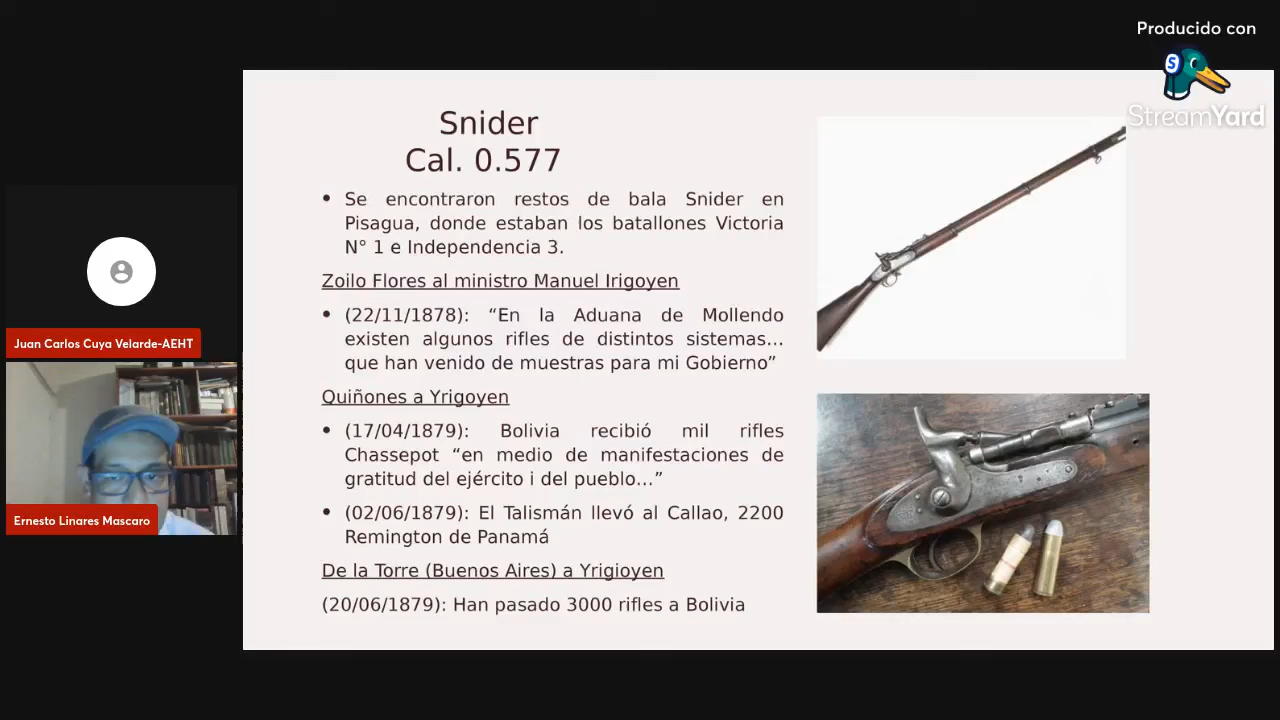 Producido con
StreamYard
Snider
Cal. 0.577
• Se encontraron restos de bala Snider en
Pisagua, donde estaban los batallones Victoria
N° 1 e Independencia 3.
Zoilo Flores al ministro Manuel Irigoyen
• (22/11/1878): “En la Aduana de Mollendo
existen algunos rifles de distintos sistemas...
que han venido de muestras para mi Gobierno”
Quiñones a Yrigoyen
• (17/04/1879): Bolivia recibió mil rifles
Chassepot “en medio de manifestaciones de
gratitud del ejército i del pueblo...”
• (02/06/1879): El Talismán llevó al Callao, 2200
Remington de Panamá
De la Torre (Buenos Aires) a Yrigioyen
(20/06/1879): Han pasado 3000 rifles a Bolivia
Juan Carlos Cuya Velarde-AEHT
Ernesto Linares Mascaro